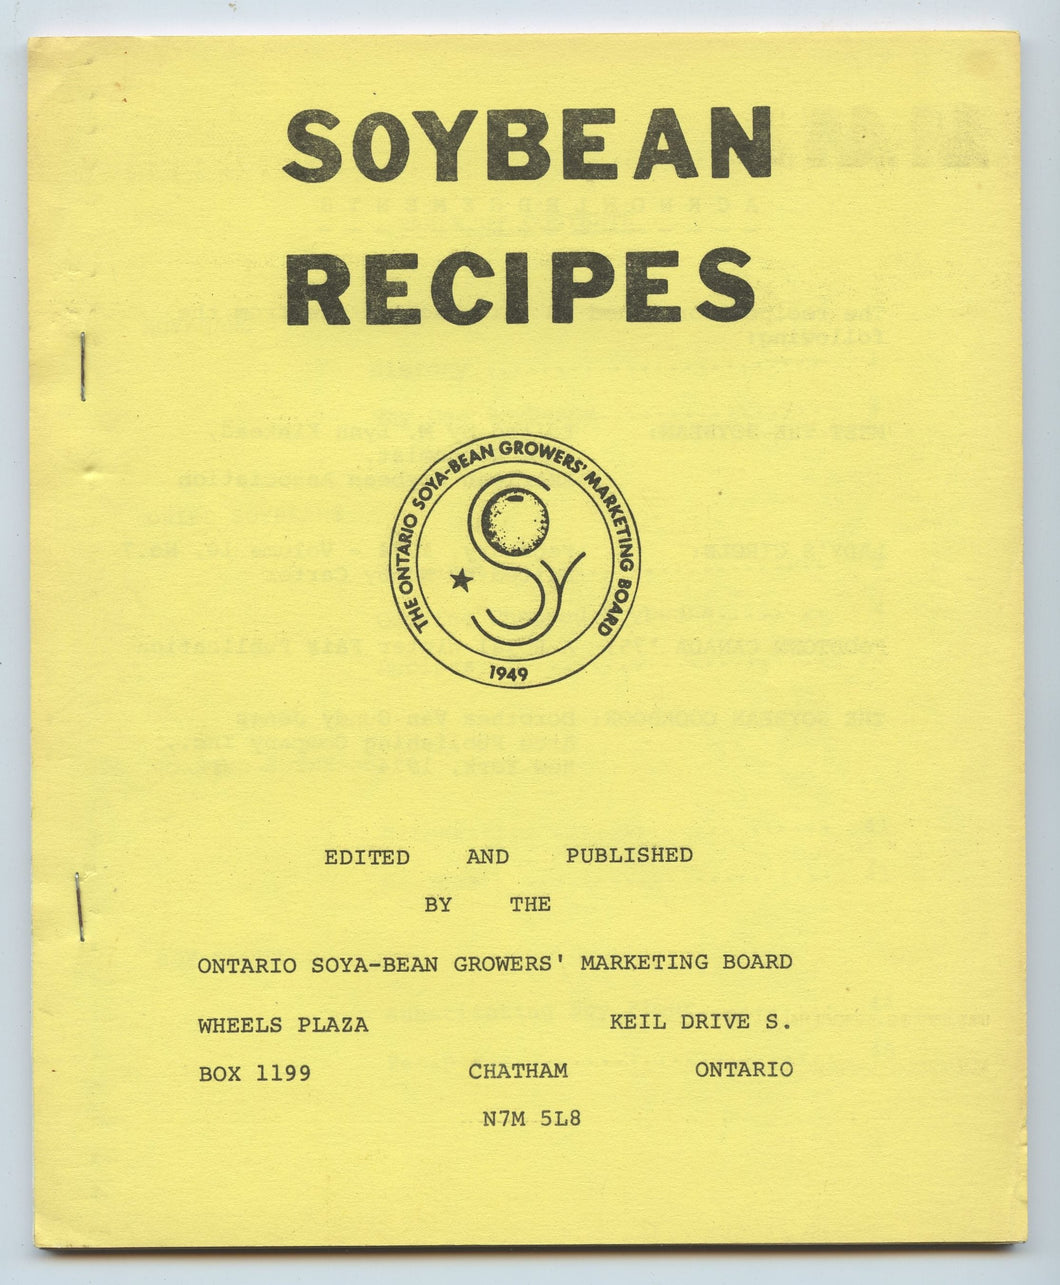 SOYBEAN
RECIPES
THE ONTARIO SOYA-BEAN GROWERS' MARKETING BOARD
1949
EDITED AND PUBLISHED
BY THE
ONTARIO SOYA-BEAN GROWERS' MARKETING BOARD
WHEELS PLAZA KEIL DRIVE S.
BOX 1199 CHATHAM ONTARIO
N7M 5L8